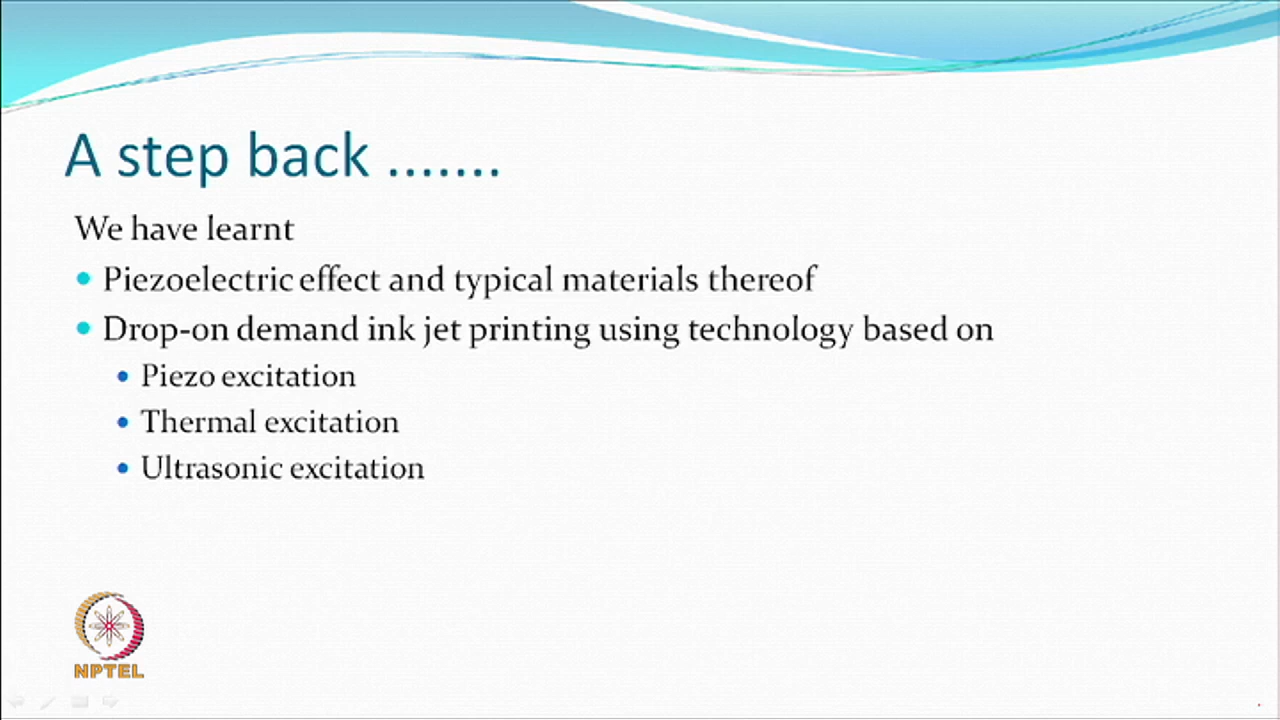 A step back .......
We have learnt
Piezoelectric effect and typical materials thereof
Drop-on demand ink jet printing using technology based on
Piezo excitation
Thermal excitation
Ultrasonic excitation
NPTEL